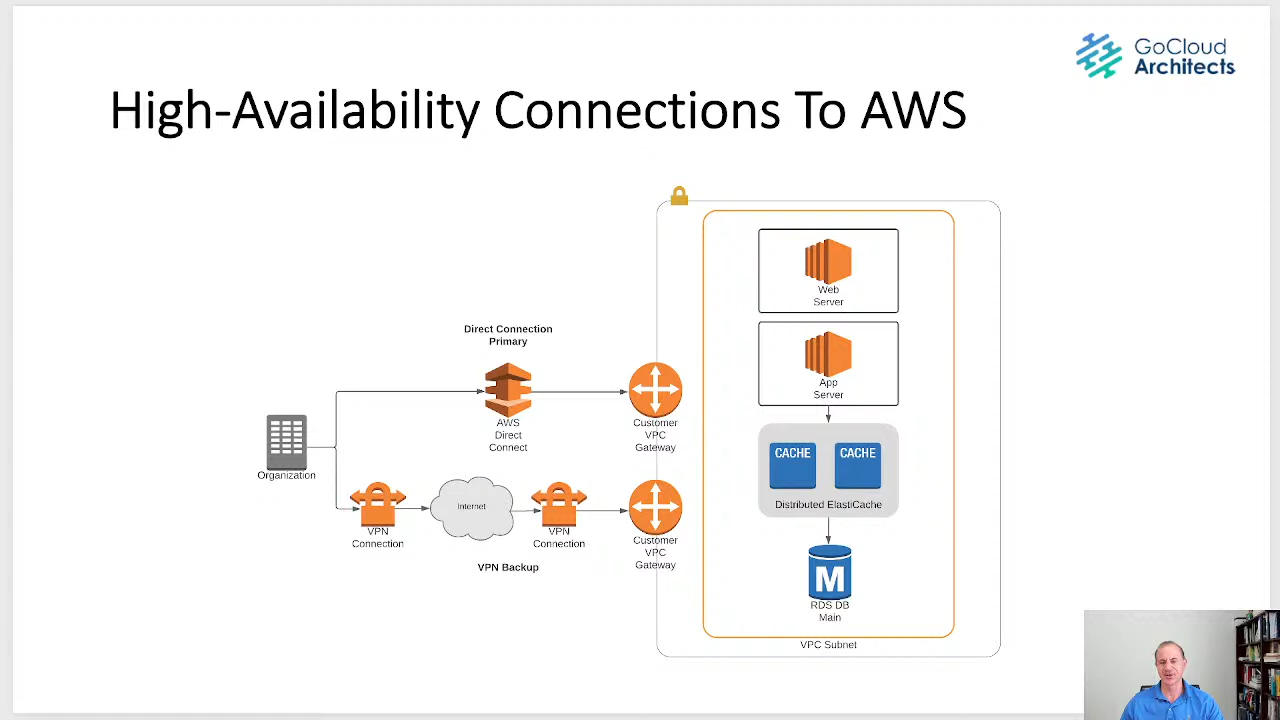 GoCloud
Architects
High-Availability Connections To AWS
Web
Server
App
Server
Direct Connection
Primary
AWS
Direct
Connect
Customer
VPC
Gateway
Organization
CACHE
CACHE
Distributed ElastiCache
VPN
Connection
Internet
VPN
Connection
Customer
VPC
Gateway
VPN Backup
M
RDS DB
Main
VPC Subnet